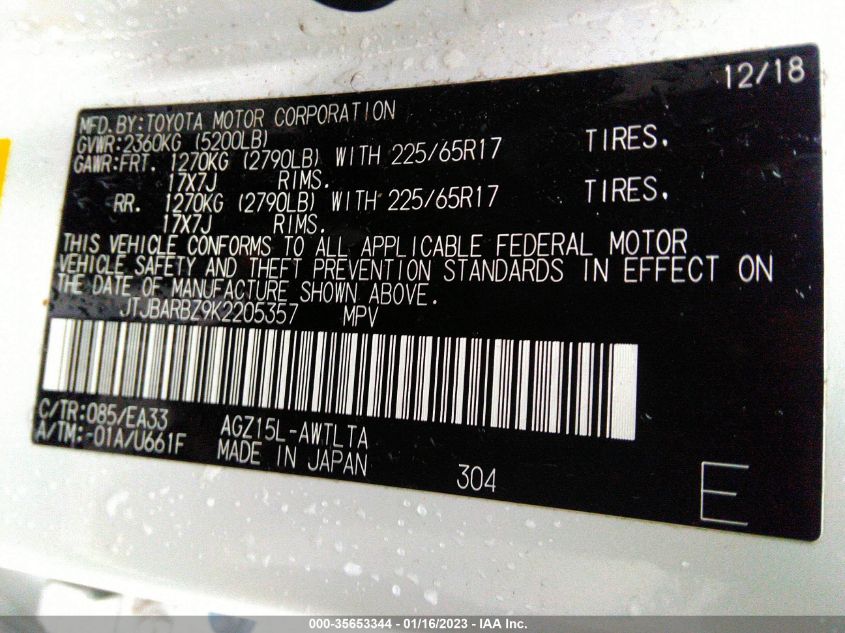 12/18
MFD.BY:TOYOTA MOTOR CORPORATION
GVWR:2360KG (5200LB)
GAWR:FRT. 1270KG (2790LB) WITH 225/65R17 TIRES.
17X7J RIMS.
RR. 1270KG (2790LB) WITH 225/65R17 TIRES.
17X7J RIMS.
THIS VEHICLE CONFORMS TO ALL APPLICABLE FEDERAL MOTOR
VEHICLE SAFETY AND THEFT PREVENTION STANDARDS IN EFFECT ON
THE DATE OF MANUFACTURE SHOWN ABOVE.
JTJBARBZ9K2205357 MPV
C/TR:085/EA33 AGZ15L-AWTLTA
A/TM:-01A/U661F MADE IN JAPAN
304
E
000-35653344 - 01/16/2023 - IAA Inc.